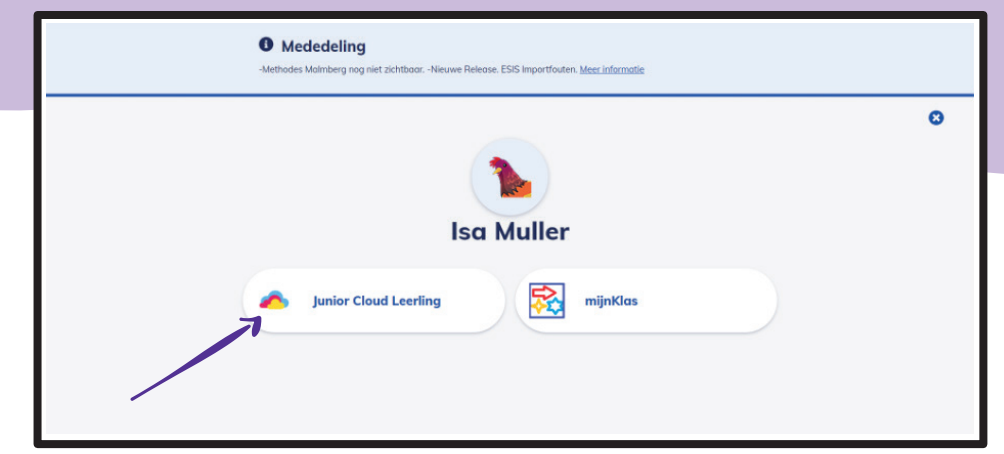 Mededeling
-Methodes Malmberg nog niet zichtbaar. -Nieuwe Release. ESIS Importfouten. Meer informatie
Isa Muller
Junior Cloud Leerling
mijnKlas